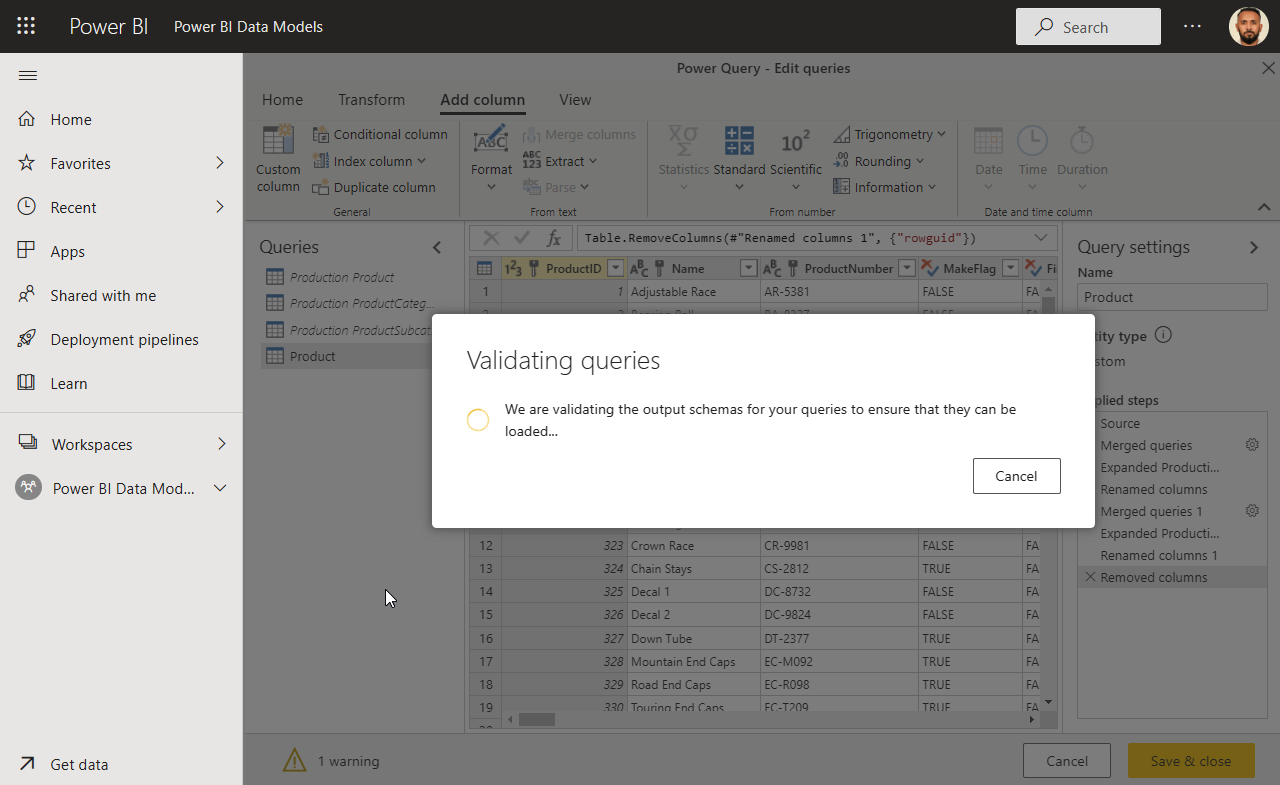 Power BI
Power BI Data Models
Search
Power Query - Edit queries
Home
Transform
Add column
View
Custom column
Conditional column
Index column
Duplicate column
General
Format
Merge columns
ABC
123
Extract
Parse
From text
Statistics
Standard
Scientific
10²
Trigonometry
Rounding
Information
From number
Date
Time
Duration
Date and time column
Home
Favorites
Recent
Apps
Shared with me
Deployment pipelines
Learn
Workspaces
Power BI Data Mod...
Get data
Queries
Production Product
Production ProductCateg...
Production ProductSubcat
Product
fx
Table.RemoveColumns(#"Renamed columns 1", {"rowguid"})
ProductID Name ProductNumber MakeFlag Fi
1 1 Adjustable Race AR-5381 FALSE FA
Validating queries
We are validating the output schemas for your queries to ensure that they can be
loaded...
Cancel
12 323 Crown Race CR-9981 FALSE FA
13 324 Chain Stays CS-2812 TRUE FA
14 325 Decal 1 DC-8732 FALSE FA
15 326 Decal 2 DC-9824 FALSE FA
16 327 Down Tube DT-2377 TRUE FA
17 328 Mountain End Caps EC-M092 TRUE FA
18 329 Road End Caps EC-R098 TRUE FA
19 330 Touring End Caps EC-T209 TRUE FA
Query settings
Name
Product
tity type
stom
plied steps
Source
Merged queries
Expanded Producti...
Renamed columns
Merged queries 1
Expanded Producti...
Renamed columns 1
Removed columns
1 warning
Cancel
Save & close